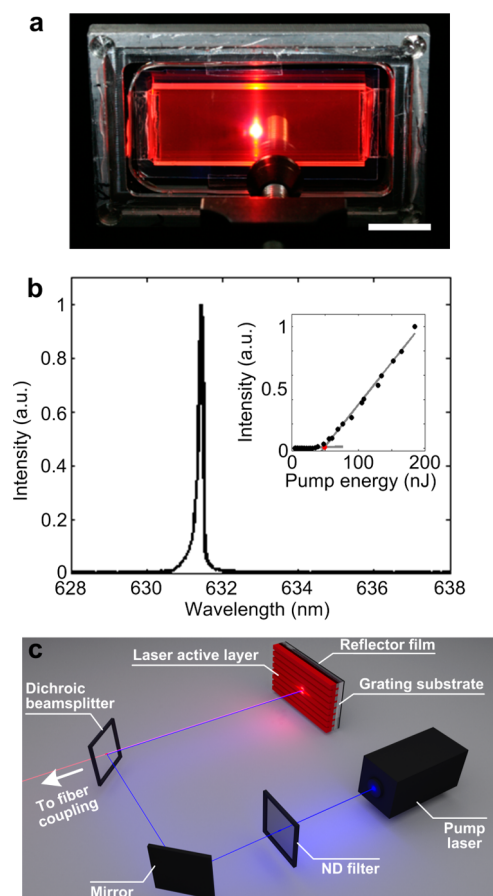 a
b
1
0.8
0.6
0.4
0.2
0
Intensity (a.u.)
628
630
632
634
636
638
Wavelength (nm)
1
0.5
0
Intensity (a.u.)
0
100
200
Pump energy (nJ)
c
Reflector film
Laser active layer
Grating substrate
Dichroic
beamsplitter
To fiber
coupling
Pump
laser
ND filter
Mirror